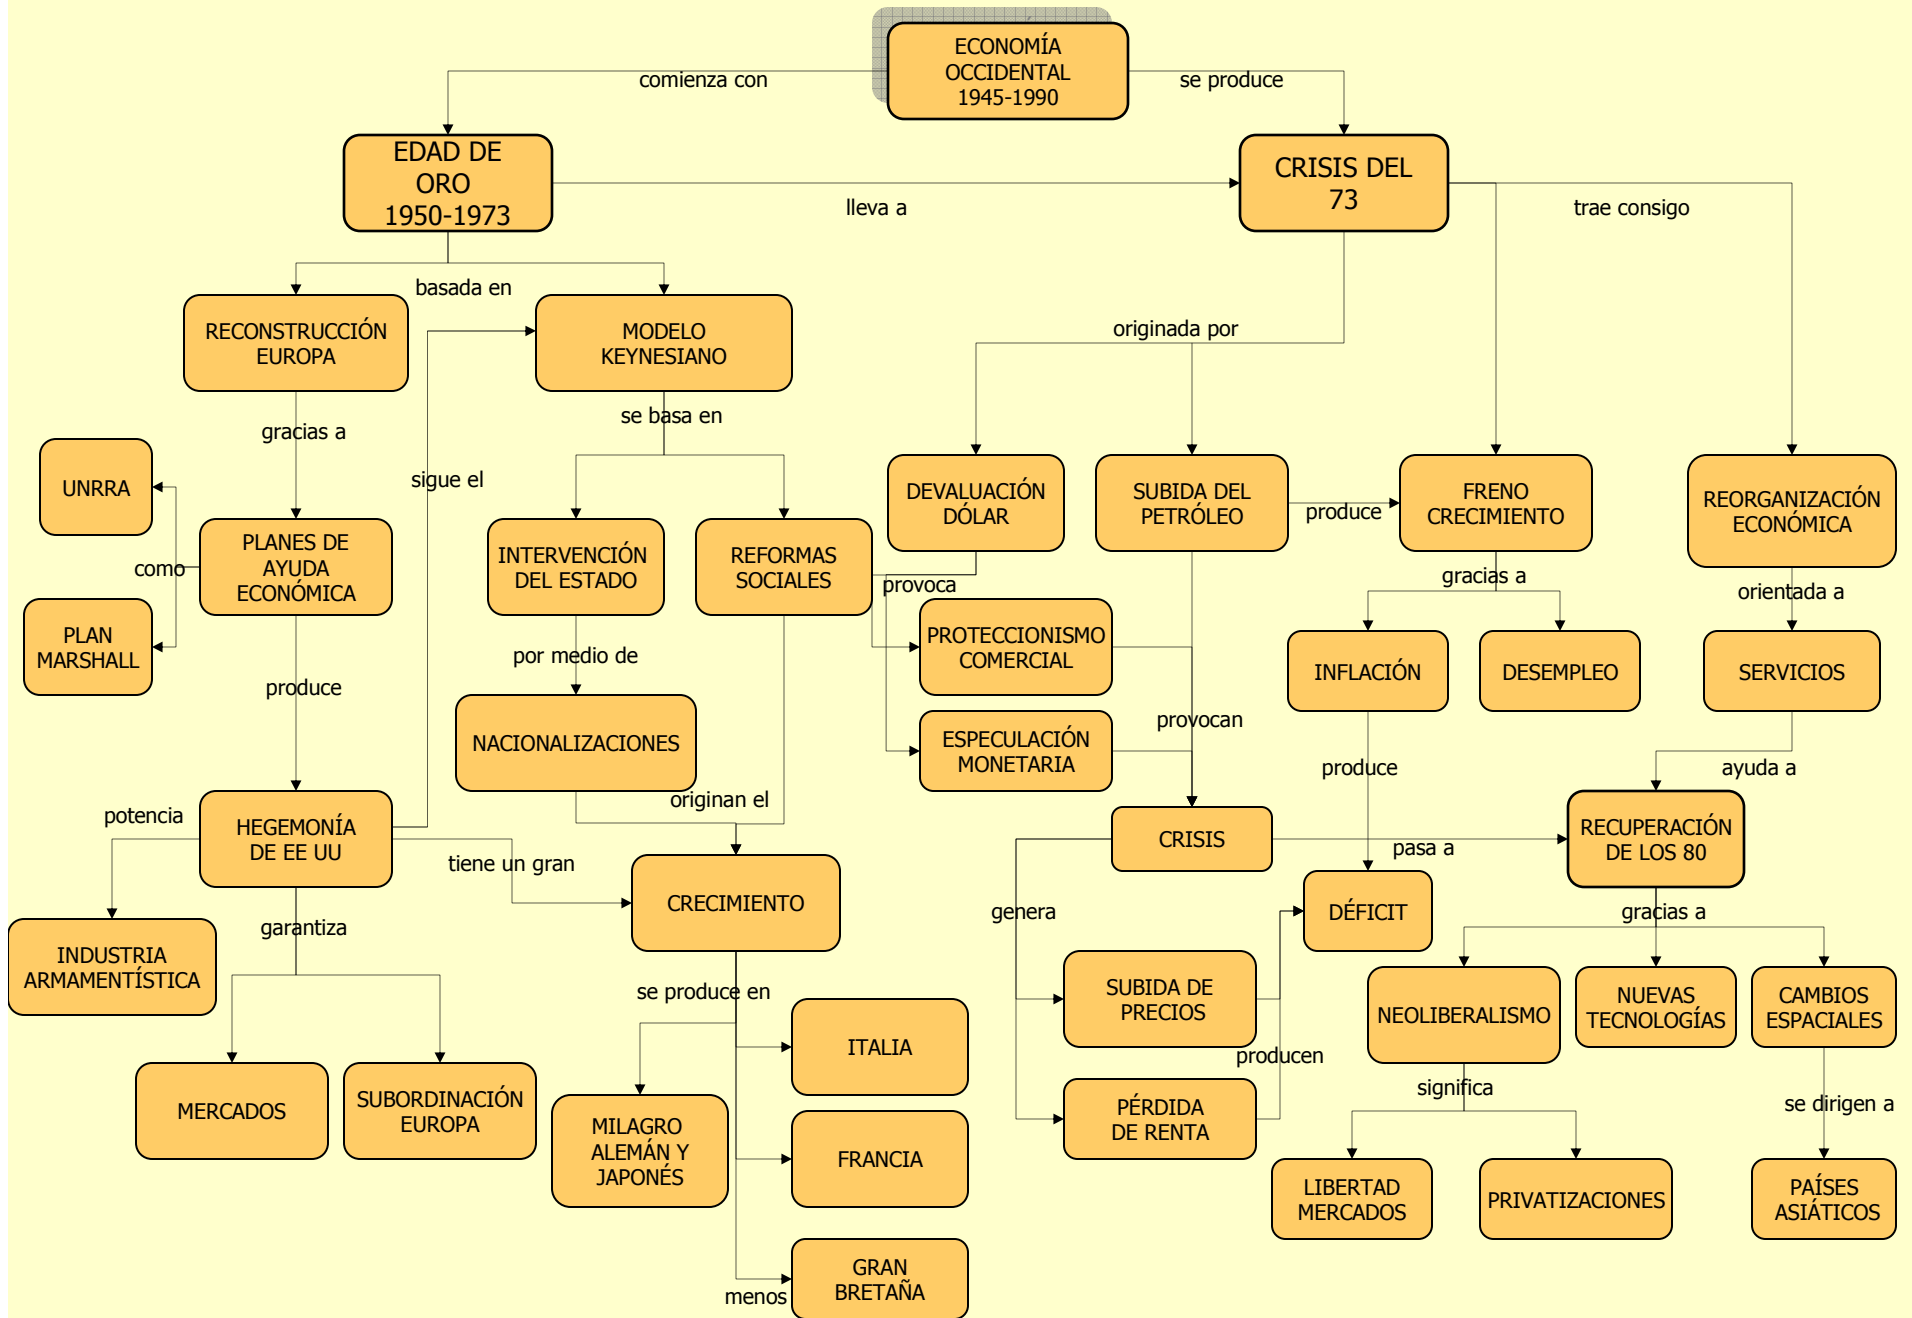 ECONOMÍA
OCCIDENTAL
1945-1990
comienza con
se produce
EDAD DE
ORO
1950-1973
CRISIS DEL
73
lleva a
trae consigo
basada en
RECONSTRUCCIÓN
EUROPA
MODELO
KEYNESIANO
originada por
gracias a
se basa en
sigue el
UNRRA
PLANES DE
AYUDA
ECONÓMICA
como
PLAN
MARSHALL
INTERVENCIÓN
DEL ESTADO
REFORMAS
SOCIALES
DEVALUACIÓN
DÓLAR
SUBIDA DEL
PETRÓLEO
produce
FRENO
CRECIMIENTO
REORGANIZACIÓN
ECONÓMICA
provoca
gracias a
orientada a
PROTECCIONISMO
COMERCIAL
INFLACIÓN
DESEMPLEO
SERVICIOS
por medio de
produce
NACIONALIZACIONES
ESPECULACIÓN
MONETARIA
provocan
produce
ayuda a
potencia
HEGEMONÍA
DE EE UU
originan el
tiene un gran
CRECIMIENTO
CRISIS
pasa a
RECUPERACIÓN
DE LOS 80
garantiza
genera
DÉFICIT
gracias a
INDUSTRIA
ARMAMENTÍSTICA
se produce en
SUBIDA DE
PRECIOS
NEOLIBERALISMO
NUEVAS
TECNOLOGÍAS
CAMBIOS
ESPACIALES
ITALIA
producen
MERCADOS
SUBORDINACIÓN
EUROPA
MILAGRO
ALEMÁN Y
JAPONÉS
FRANCIA
PÉRDIDA
DE RENTA
significa
se dirigen a
LIBERTAD
MERCADOS
PRIVATIZACIONES
PAÍSES
ASIÁTICOS
menos
GRAN
BRETAÑA